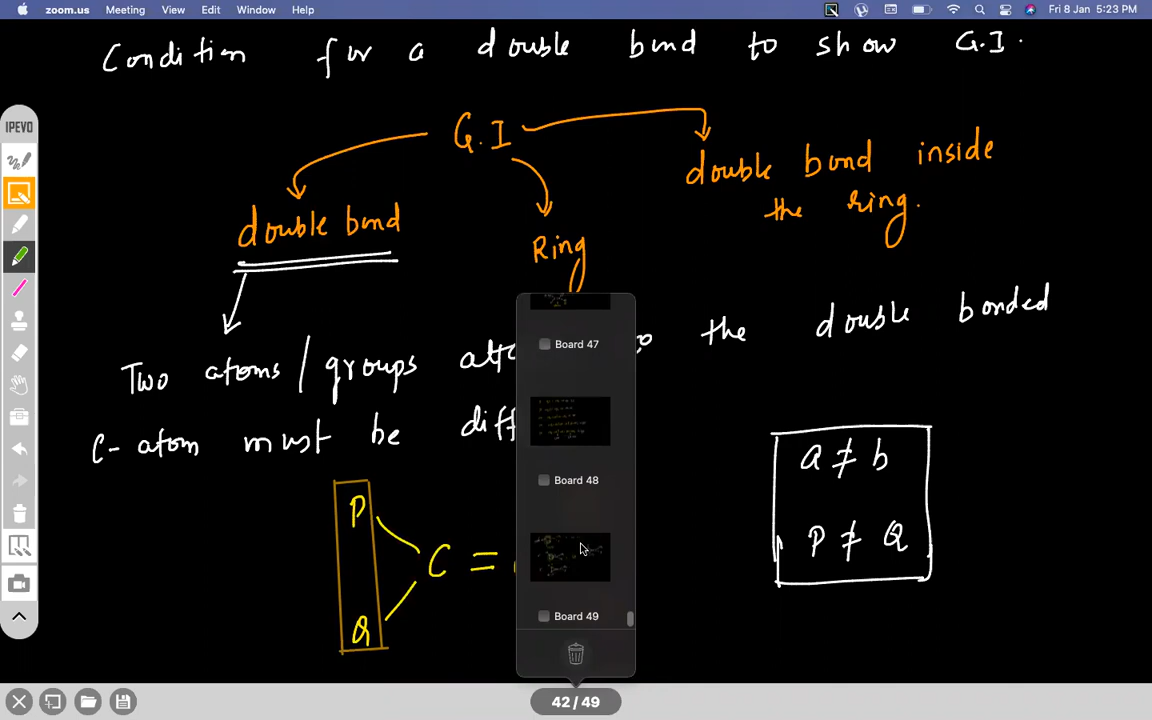 zoom.us Meeting View Edit Window Help Fri 8 Jan 5:23 PM
Condition for a double bond to show G.I.
IPEVO
G.I
double bond inside
the ring.
double bond
Ring
Two atoms / groups the double bonded
C-atom must be
Board 47
Board 48
Board 49
a ≠ b
P ≠ Q
P
C =
Q
42 / 49